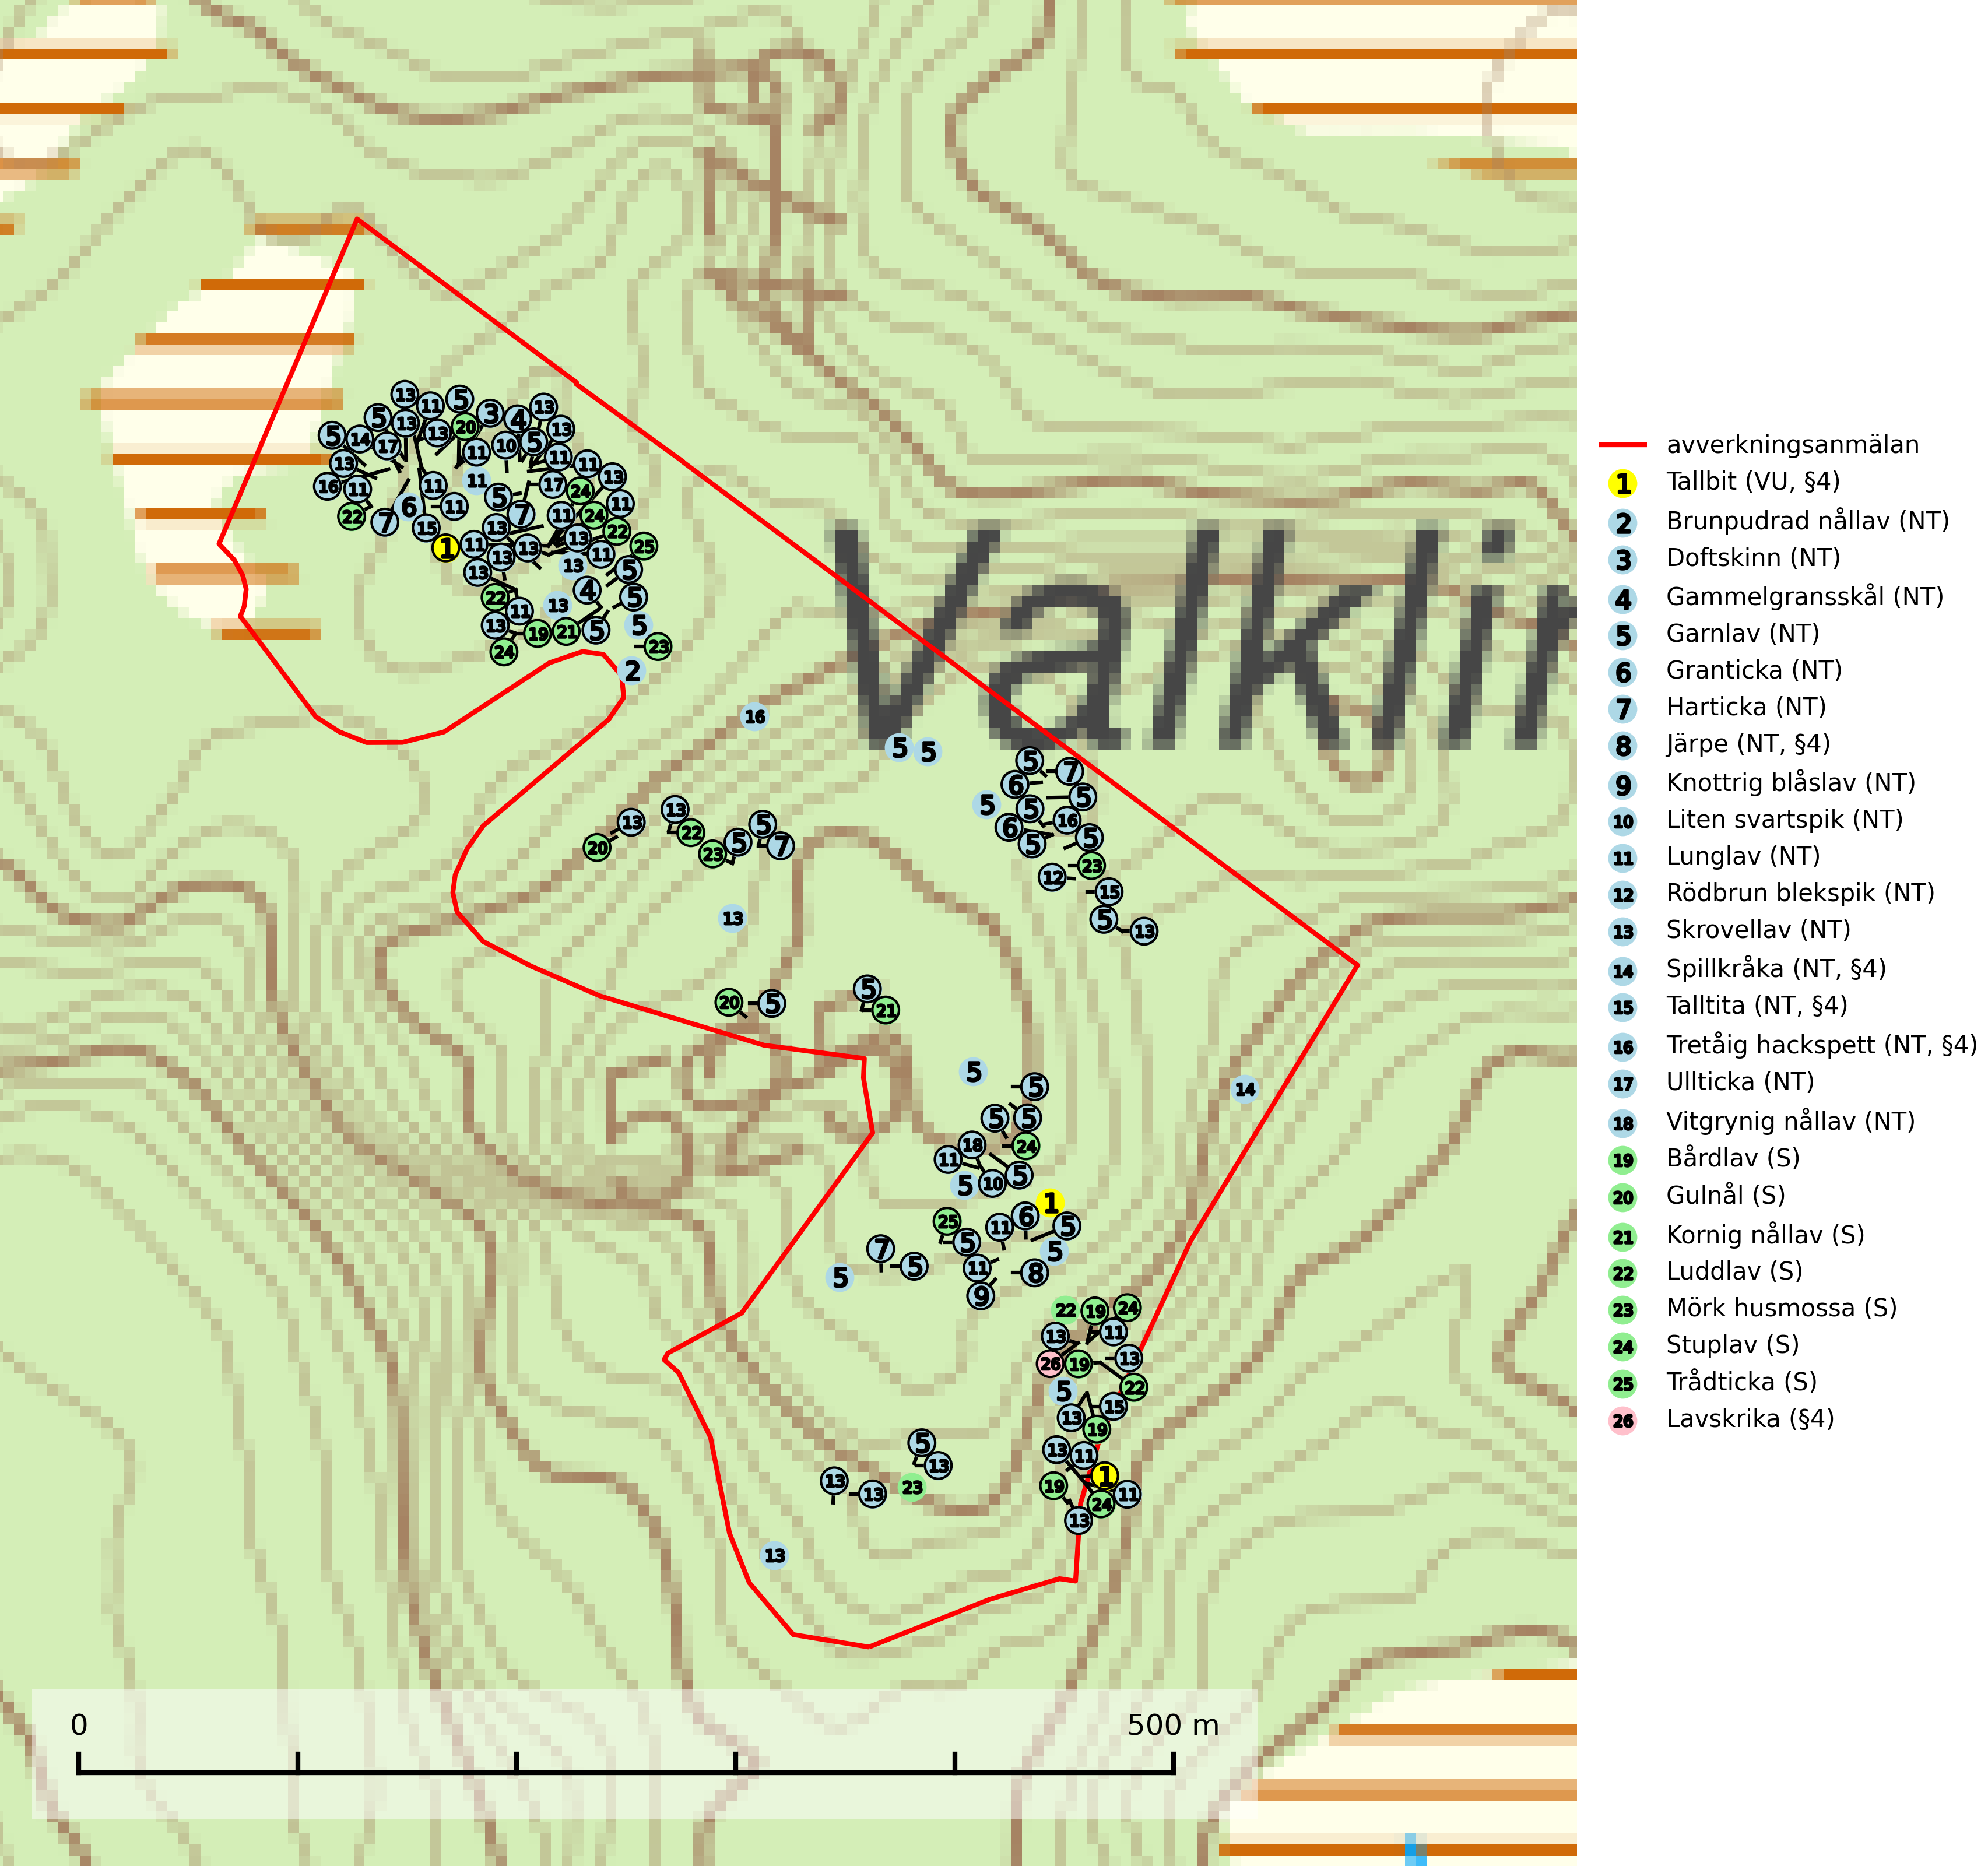 Valklin
avverkningsanmälan
1 Tallbit (VU, §4)
2 Brunpudrad nållav (NT)
3 Doftskinn (NT)
4 Gammelgransskål (NT)
5 Garnlav (NT)
6 Granticka (NT)
7 Harticka (NT)
8 Järpe (NT, §4)
9 Knottrig blåslav (NT)
10 Liten svartspik (NT)
11 Lunglav (NT)
12 Rödbrun blekspik (NT)
13 Skrovellav (NT)
14 Spillkråka (NT, §4)
15 Talltita (NT, §4)
16 Tretåig hackspett (NT, §4)
17 Ullticka (NT)
18 Vitgrynig nållav (NT)
19 Bårdlav (S)
20 Gulnål (S)
21 Kornig nållav (S)
22 Luddlav (S)
23 Mörk husmossa (S)
24 Stuplav (S)
25 Trådticka (S)
26 Lavskrika (§4)
0 500 m